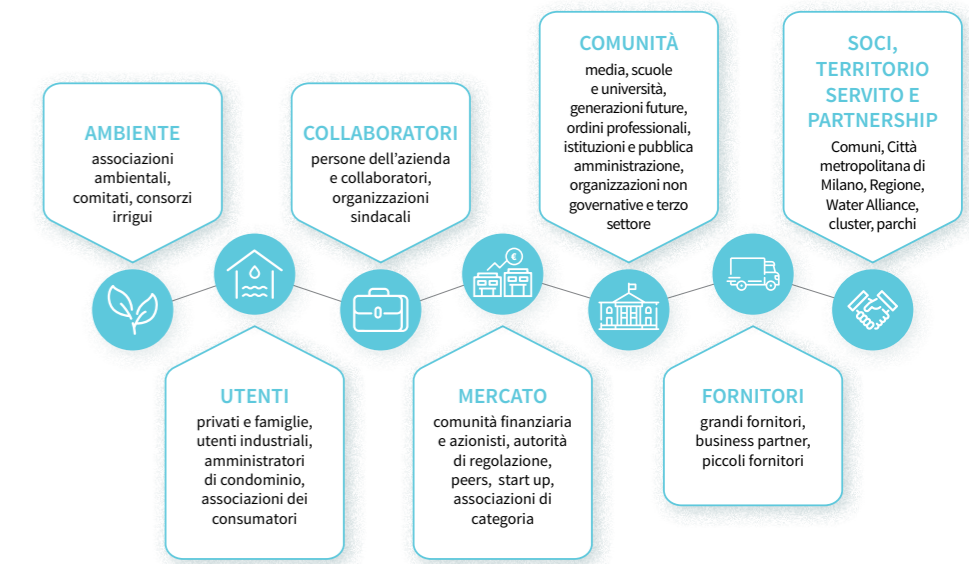 AMBIENTE
associazioni
ambientali,
comitati, consorzi
irrigui
UTENTI
privati e famiglie,
utenti industriali,
amministratori
di condominio,
associazioni dei
consumatori
COLLABORATORI
persone dell’azienda
e collaboratori,
organizzazioni
sindacali
MERCATO
comunità finanziaria
e azionisti, autorità
di regolazione,
peers, start up,
associazioni di
categoria
€
COMUNITÀ
media, scuole
e università,
generazioni future,
ordini professionali,
istituzioni e pubblica
amministrazione,
organizzazioni non
governative e terzo
settore
FORNITORI
grandi fornitori,
business partner,
piccoli fornitori
SOCI,
TERRITORIO
SERVITO E
PARTNERSHIP
Comuni, Città
metropolitana di
Milano, Regione,
Water Alliance,
cluster, parchi